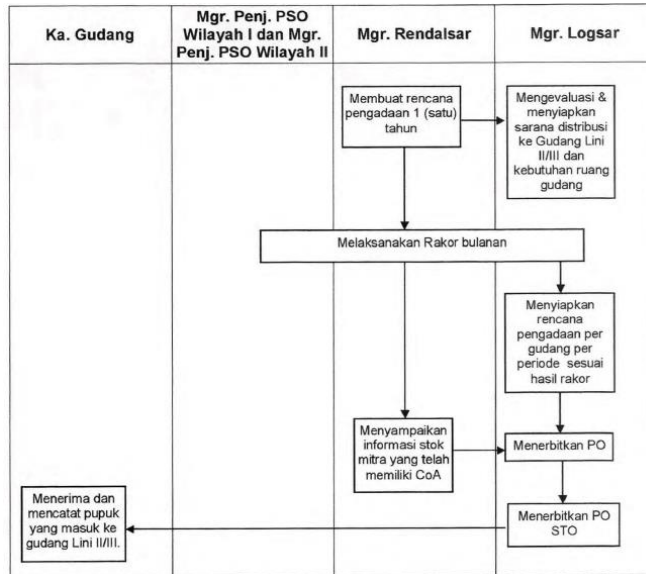 Ka. Gudang
Mgr. Penj. PSO
Wilayah I dan Mgr.
Penj. PSO Wilayah II
Mgr. Rendalsar
Mgr. Logsar
Membuat rencana
pengadaan 1 (satu)
tahun
Mengevaluasi &
menyiapkan
sarana distribusi
ke Gudang Lini
II/III dan
kebutuhan ruang
gudang
Melaksanakan Rakor bulanan
Menyiapkan
rencana
pengadaan per
gudang per
periode sesuai
hasil rakor
Menyampaikan
informasi stok
mitra yang telah
memiliki CoA
Menerbitkan PO
Menerima dan
mencatat pupuk
yang masuk ke
gudang Lini II/III.
Menerbitkan PO
STO